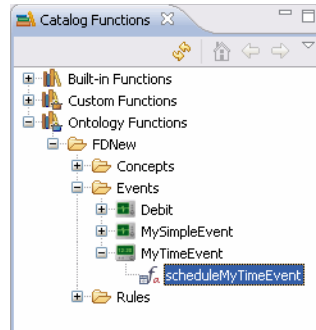 Catalog Functions
Built-in Functions
Custom Functions
Ontology Functions
FDNew
Concepts
Events
Debit
MySimpleEvent
MyTimeEvent
scheduleMyTimeEvent
Rules